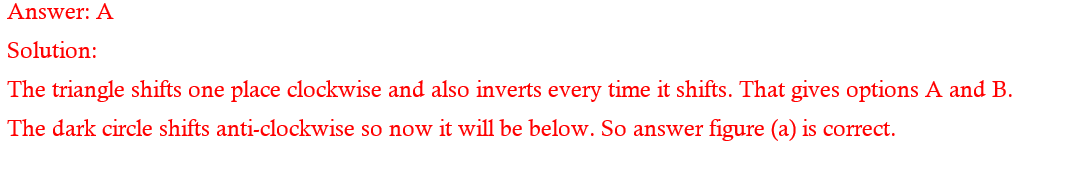 Answer: A
Solution:
The triangle shifts one place clockwise and also inverts every time it shifts. That gives options A and B.
The dark circle shifts anti-clockwise so now it will be below. So answer figure (a) is correct.